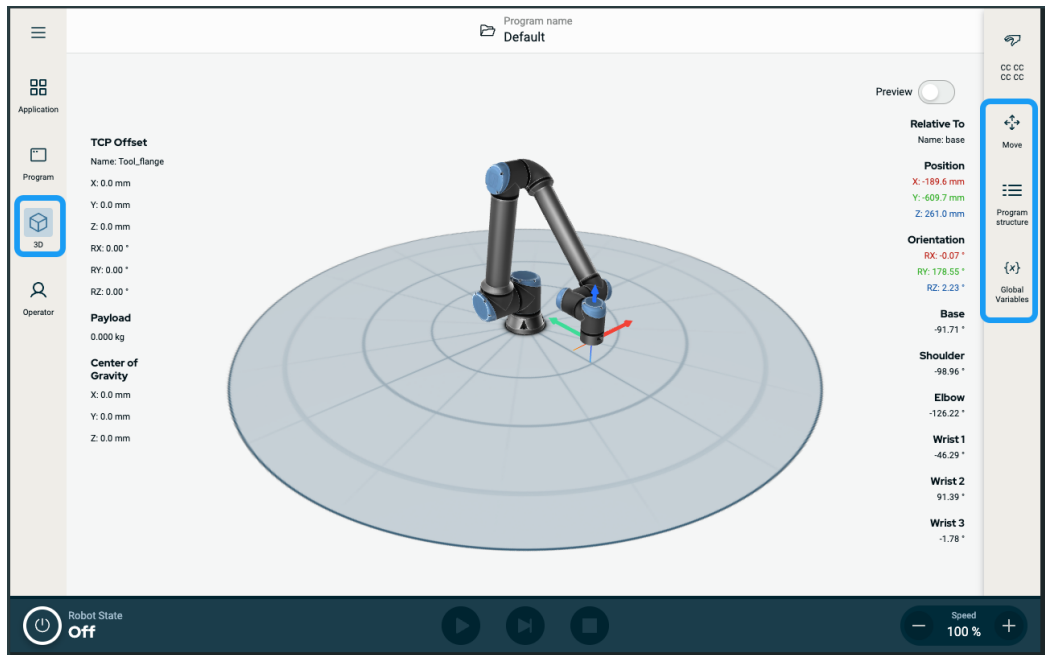 Program name
Default
Application
Program
3D
Operator
TCP Offset
Name: Tool_flange
X: 0.0 mm
Y: 0.0 mm
Z: 0.0 mm
RX: 0.00 °
RY: 0.00 °
RZ: 0.00 °
Payload
0.000 kg
Center of
Gravity
X: 0.0 mm
Y: 0.0 mm
Z: 0.0 mm
Preview
Relative To
Name: base
Position
X: -189.6 mm
Y: -609.7 mm
Z: 261.0 mm
Orientation
RX: -0.07 °
RY: 178.55 °
RZ: 2.23 °
Base
-91.71 °
Shoulder
-98.96 °
Elbow
-126.22 °
Wrist 1
-46.29 °
Wrist 2
91.39 °
Wrist 3
-1.78 °
CC CC
CC CC
Move
Program
structure
{x}
Global
Variables
Robot State
Off
Speed
100 %